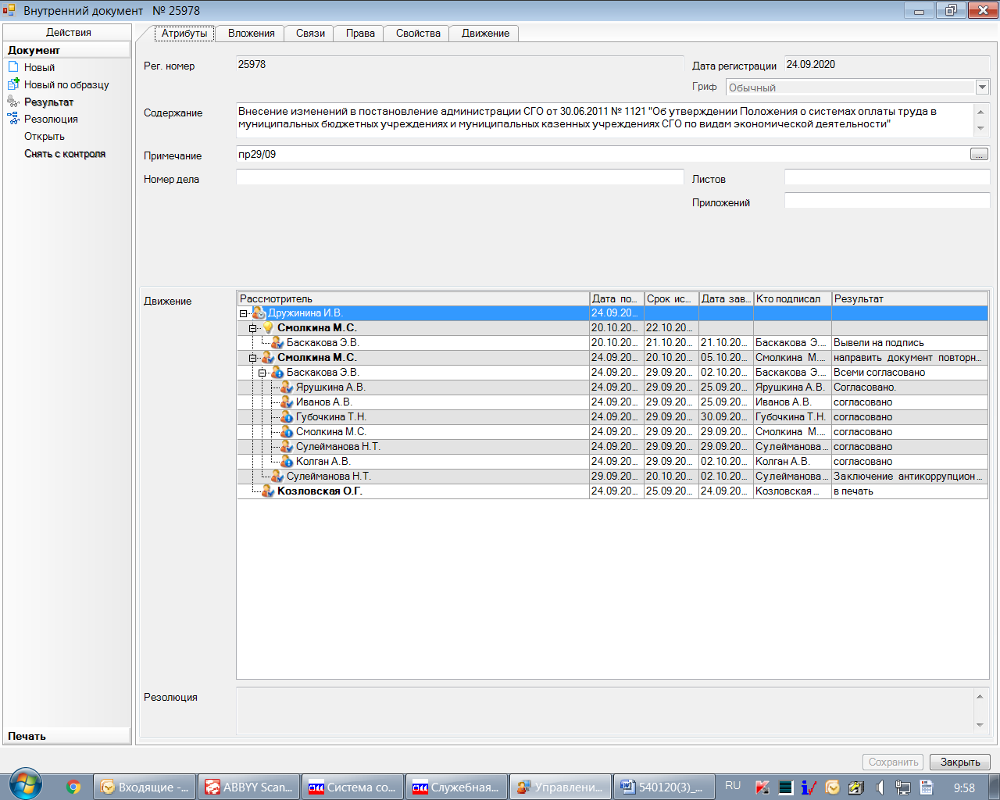 Внутренний документ № 25978
Действия
Документ
Новый
Новый по образцу
Результат
Резолюция
Открыть
Снять с контроля
Печать
Атрибуты Вложения Связи Права Свойства Движение
Рег. номер 25978 Дата регистрации 24.09.2020
Гриф Обычный
Содержание Внесение изменений в постановление администрации СГО от 30.06.2011 № 1121 "Об утверждении Положения о системах оплаты труда в
муниципальных бюджетных учреждениях и муниципальных казенных учреждениях СГО по видам экономической деятельности"
Примечание пр29/09 ...
Номер дела Листов
Приложений
Движение
Рассмотритель Дата по... Срок ис... Дата зав... Кто подписал Результат
Дружинина И.В. 24.09.20...
Смолкина М.С. 20.10.20... 22.10.20...
Баскакова Э.В. 20.10.20... 21.10.20... 21.10.20... Баскакова Э.... Вывели на подпись
Смолкина М.С. 24.09.20... 20.10.20... 05.10.20... Смолкина М.... направить документ повторн...
Баскакова Э.В. 24.09.20... 29.09.20... 02.10.20... Баскакова Э.... Всеми согласовано
Ярушкина А.В. 24.09.20... 29.09.20... 25.09.20... Ярушкина А.В. Согласовано.
Иванов А.В. 24.09.20... 29.09.20... 25.09.20... Иванов А.В. согласовано
Губочкина Т.Н. 24.09.20... 29.09.20... 30.09.20... Губочкина Т.Н. согласовано
Смолкина М.С. 24.09.20... 29.09.20... 29.09.20... Смолкина М.... согласовано
Сулейманова Н.Т. 24.09.20... 29.09.20... 29.09.20... Сулейманова... согласовано
Колган А.В. 24.09.20... 29.09.20... 02.10.20... Колган А.В. согласовано
Сулейманова Н.Т. 29.09.20... 20.10.20... 02.10.20... Сулейманова... Заключение антикоррупцион...
Козловская О.Г. 24.09.20... 25.09.20... 24.09.20... Козловская... в печать
Резолюция
Сохранить Закрыть
Входящие -... ABBYY Scan... Система со... Служебная... Управлени... 540120(3)_... RU 9:58